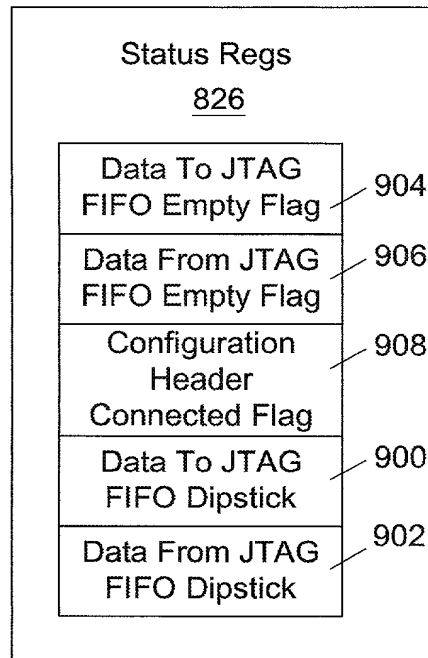 Status Regs
826
Data To JTAG
FIFO Empty Flag
904
Data From JTAG
FIFO Empty Flag
906
Configuration
Header
Connected Flag
908
Data To JTAG
FIFO Dipstick
900
Data From JTAG
FIFO Dipstick
902